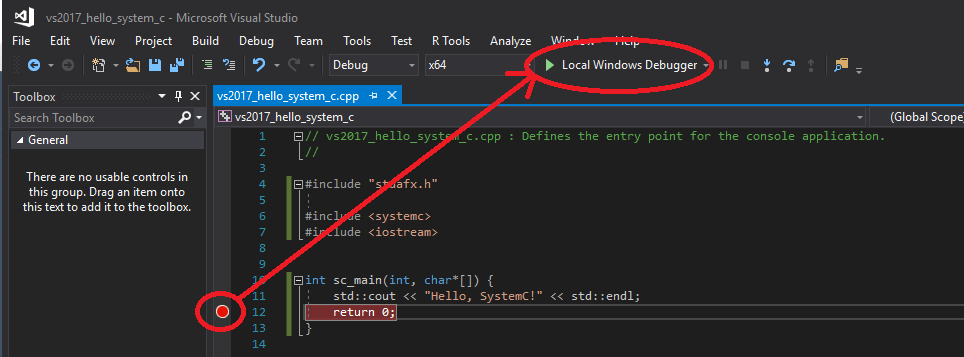 vs2017_hello_system_c - Microsoft Visual Studio
File Edit View Project Build Debug Team Tools Test R Tools Analyze Window Help
Debug x64 Local Windows Debugger
Toolbox
vs2017_hello_system_c.cpp
Search Toolbox
vs2017_hello_system_c
(Global Scope
General
There are no usable controls in
this group. Drag an item onto
this text to add it to the toolbox.
1 // vs2017_hello_system_c.cpp : Defines the entry point for the console application.
2 //
3
4 #include "stdafx.h"
5
6 #include <systemc>
7 #include <iostream>
8
9
10 int sc_main(int, char*[]) {
11 std::cout << "Hello, SystemC!" << std::endl;
12 return 0;
13 }
14